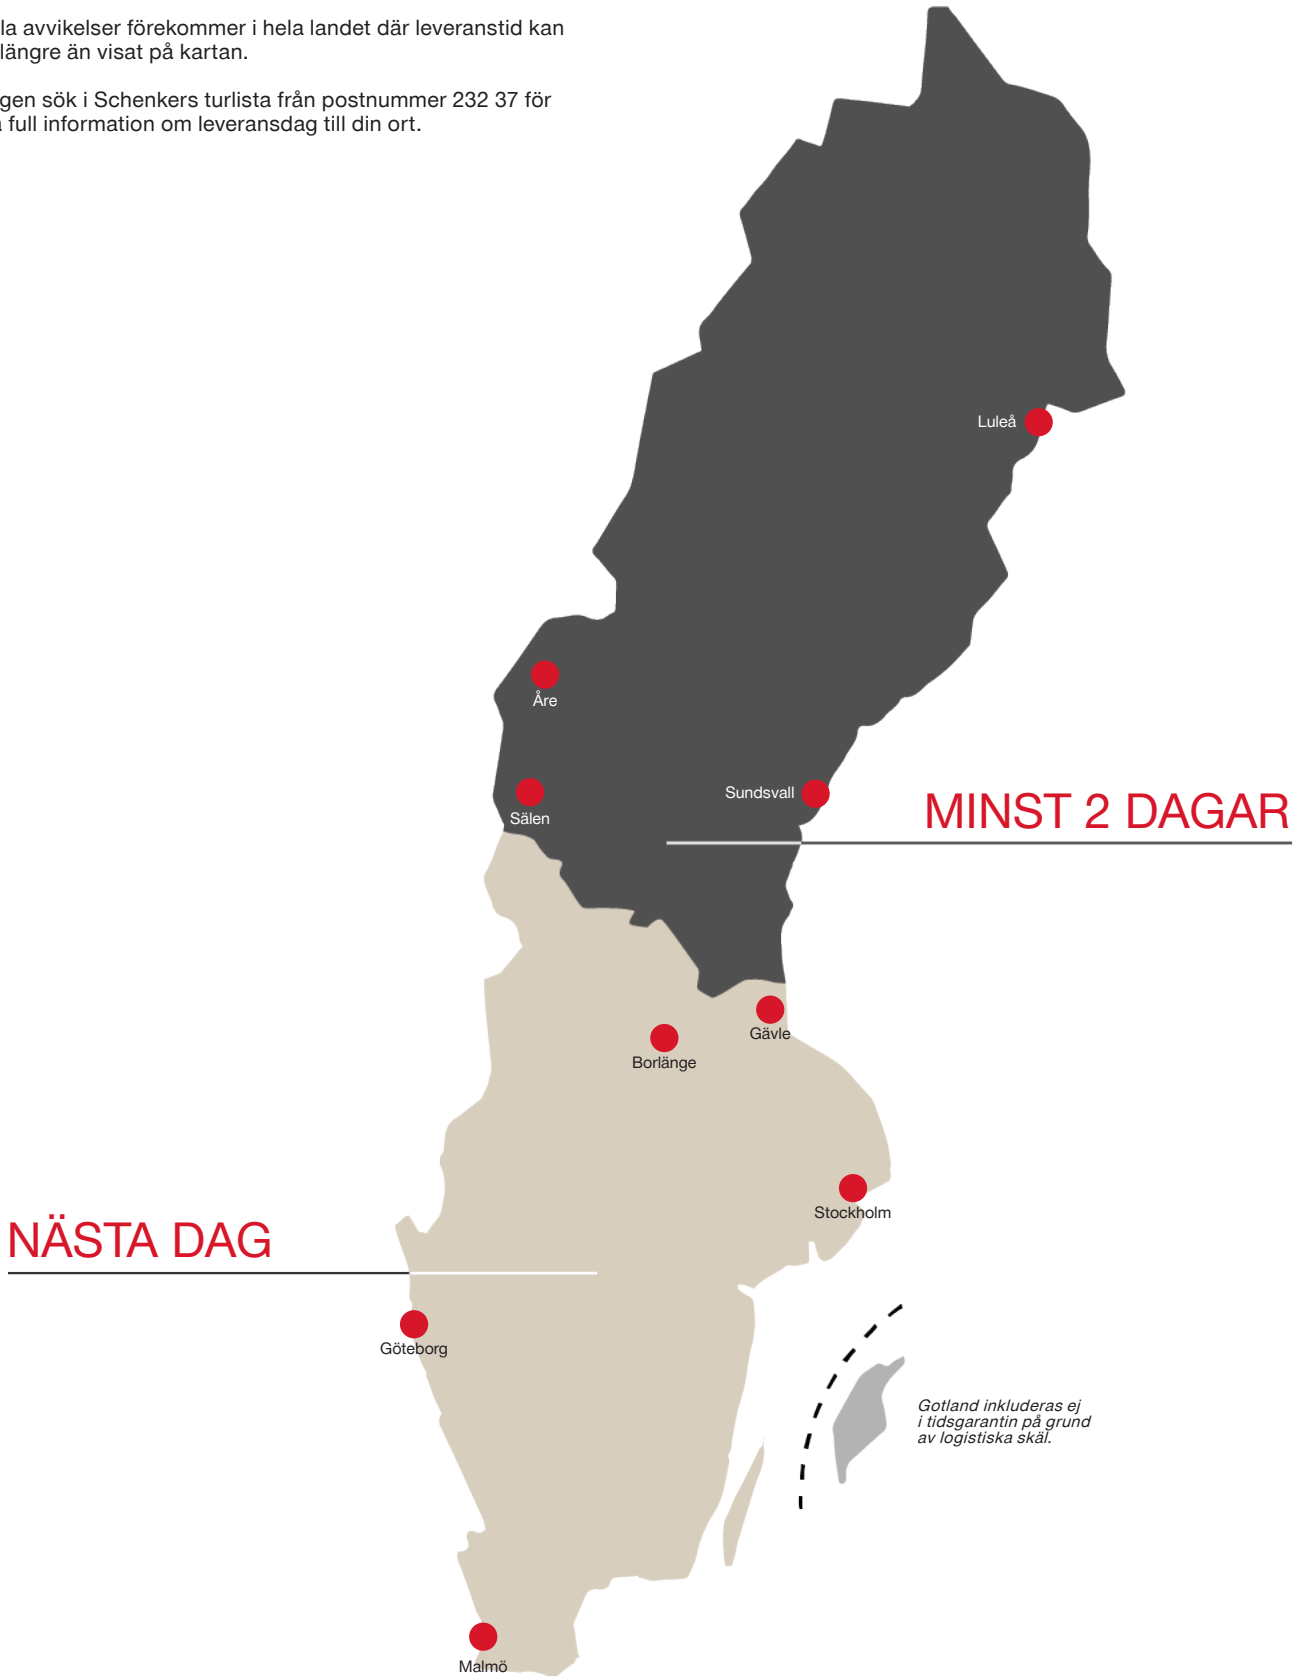 la avvikelser förekommer i hela landet där leveranstid kan
längre än visat på kartan.
gen sök i Schenkers turlista från postnummer 232 37 för
full information om leveransdag till din ort.
Luleå
Åre
Sundsvall
Sälen
MINST 2 DAGAR
Gävle
Borlänge
Stockholm
NÄSTA DAG
Göteborg
Gotland inkluderas ej
i tidsgarantin på grund
av logistiska skäl.
Malmö